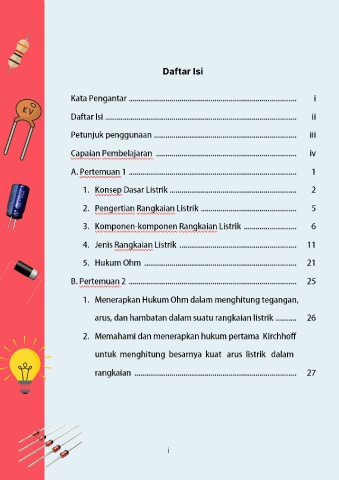 Daftar Isi
Kata Pengantar ........ i
Daftar Isi ........ ii
Petunjuk penggunaan ........ iii
Capaian Pembelajaran ........ iv
A. Pertemuan 1 ........ 1
1. Konsep Dasar Listrik ........ 2
2. Pengertian Rangkaian Listrik ........ 5
3. Komponen-komponen Rangkaian Listrik ........ 6
4. Jenis Rangkaian Listrik ........ 11
5. Hukum Ohm ........ 21
B. Pertemuan 2 ........ 25
1. Menerapkan Hukum Ohm dalam menghitung tegangan,
arus, dan hambatan dalam suatu rangkaian listrik ........ 26
2. Memahami dan menerapkan hukum pertama Kirchhoff
untuk menghitung besarnya kuat arus listrik dalam
rangkaian ........ 27
KV
i